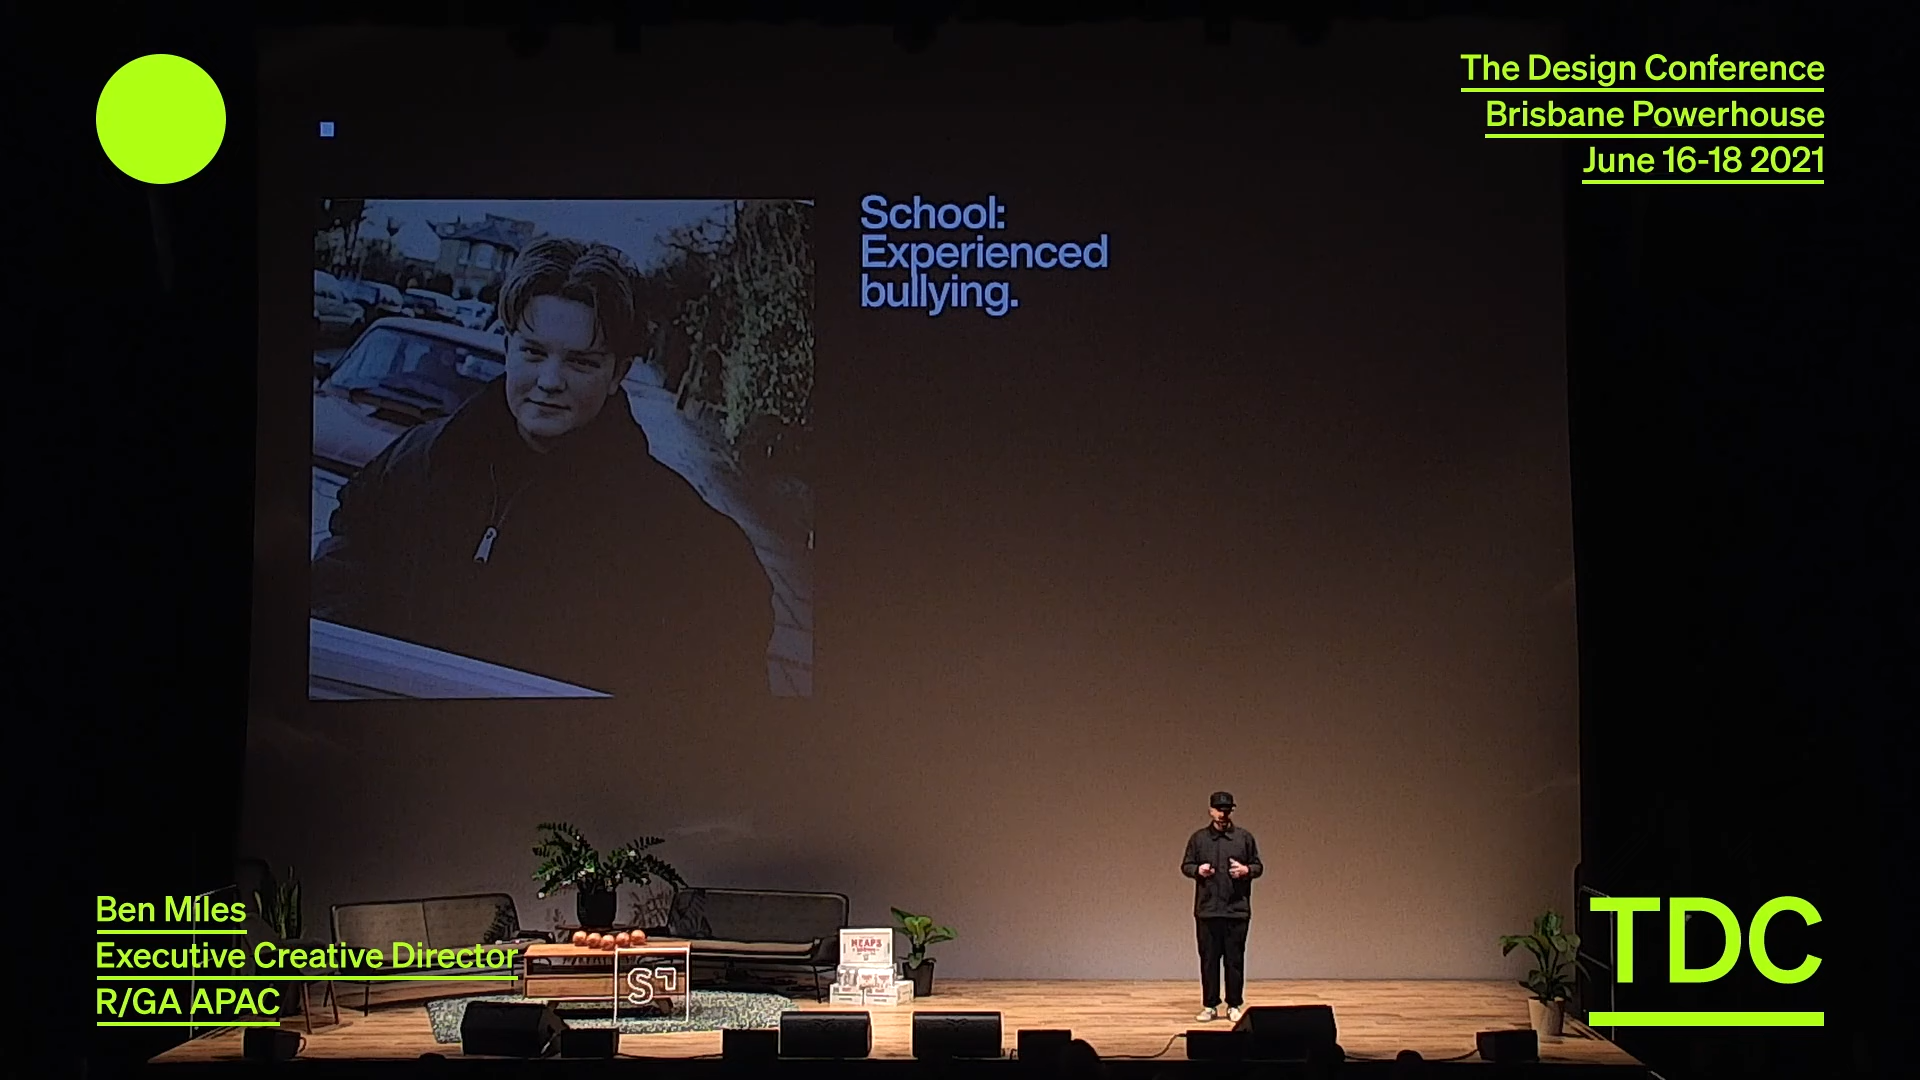 The Design Conference
Brisbane Powerhouse
June 16-18 2021
School:
Experienced
bullying.
HEAPS
Ben Miles
Executive Creative Director
R/GA APAC
TDC